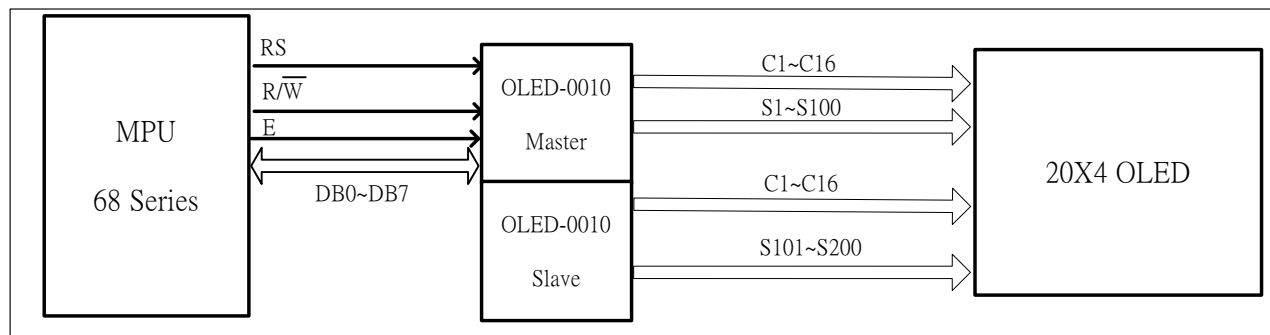 MPU
68 Series
RS
R/W̅
E
DB0~DB7
OLED-0010
Master
OLED-0010
Slave
C1~C16
S1~S100
C1~C16
S101~S200
20X4 OLED